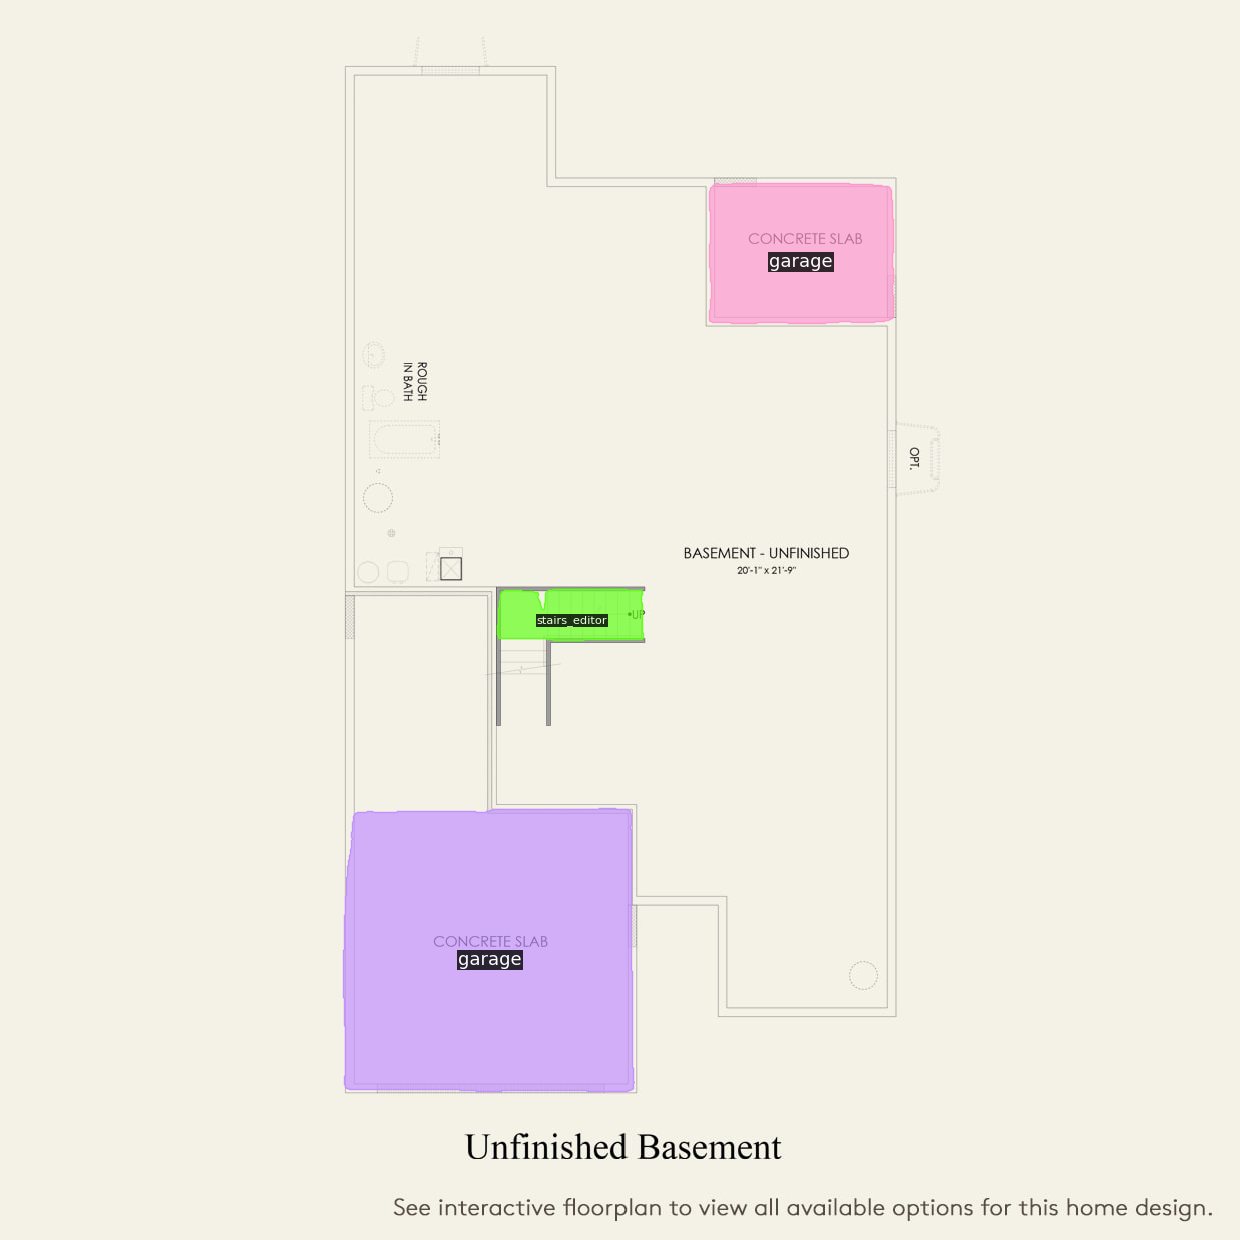 CONCRETE SLAB
garage
ROUGH
IN BATH
OPT.
BASEMENT - UNFINISHED
20'-1" x 21'-9"
UP
stairs_editor
CONCRETE SLAB
garage
Unfinished Basement
See interactive floorplan to view all available options for this home design.